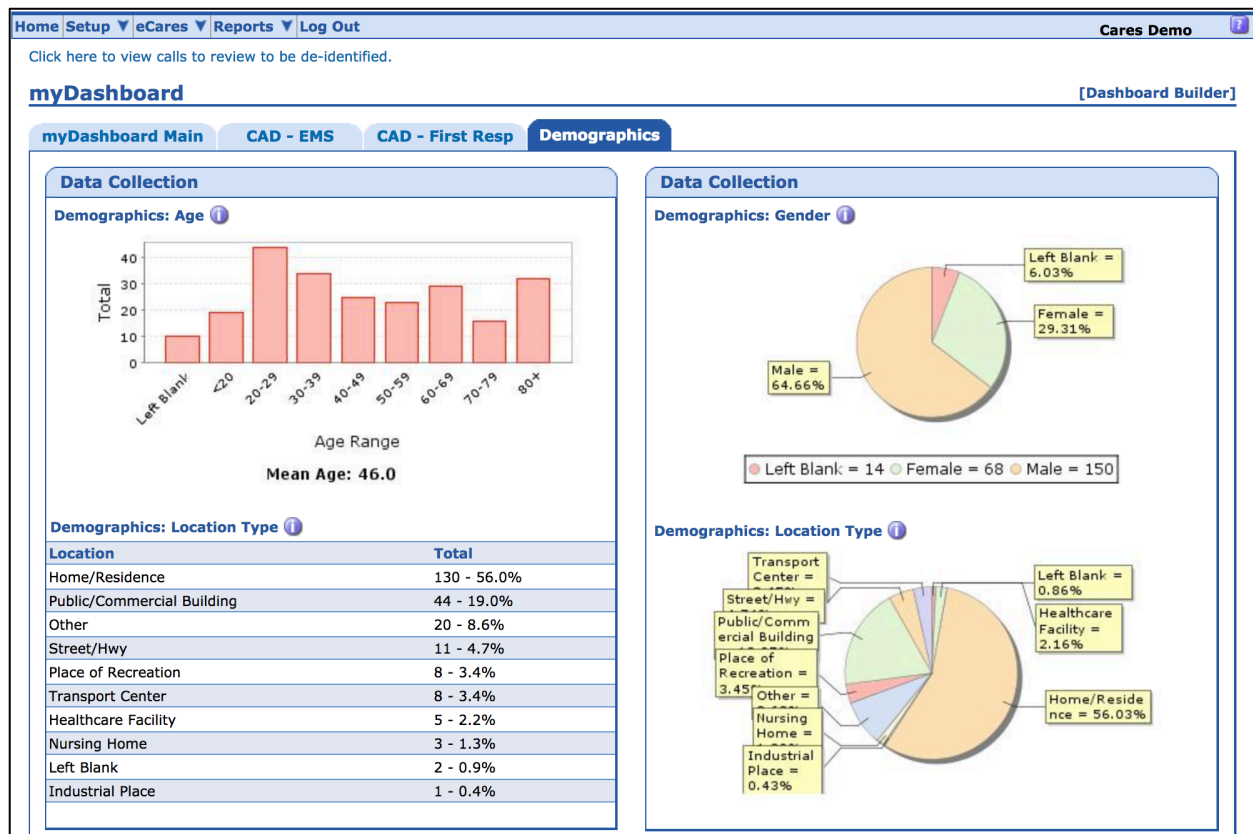 Home Setup eCares Reports Log Out
Cares Demo
?
Click here to view calls to review to be de-identified.
myDashboard
[Dashboard Builder]
myDashboard Main CAD - EMS CAD - First Resp Demographics
Data Collection
Demographics: Age i
Total
40
30
20
10
0
Left Blank <20 20-29 30-39 40-49 50-59 60-69 70-79 80+
Age Range
Mean Age: 46.0
Demographics: Location Type i
Location Total
Home/Residence 130 - 56.0%
Public/Commercial Building 44 - 19.0%
Other 20 - 8.6%
Street/Hwy 11 - 4.7%
Place of Recreation 8 - 3.4%
Transport Center 8 - 3.4%
Healthcare Facility 5 - 2.2%
Nursing Home 3 - 1.3%
Left Blank 2 - 0.9%
Industrial Place 1 - 0.4%
Data Collection
Demographics: Gender i
Left Blank =
6.03%
Female =
29.31%
Male =
64.66%
Left Blank = 14 Female = 68 Male = 150
Demographics: Location Type i
Transport
Center =
Street/Hwy =
Public/Comm
ercial Building
Place of
Recreation =
3.45%
Other =
Nursing
Home =
Industrial
Place =
0.43%
Left Blank =
0.86%
Healthcare
Facility =
2.16%
Home/Reside
nce = 56.03%